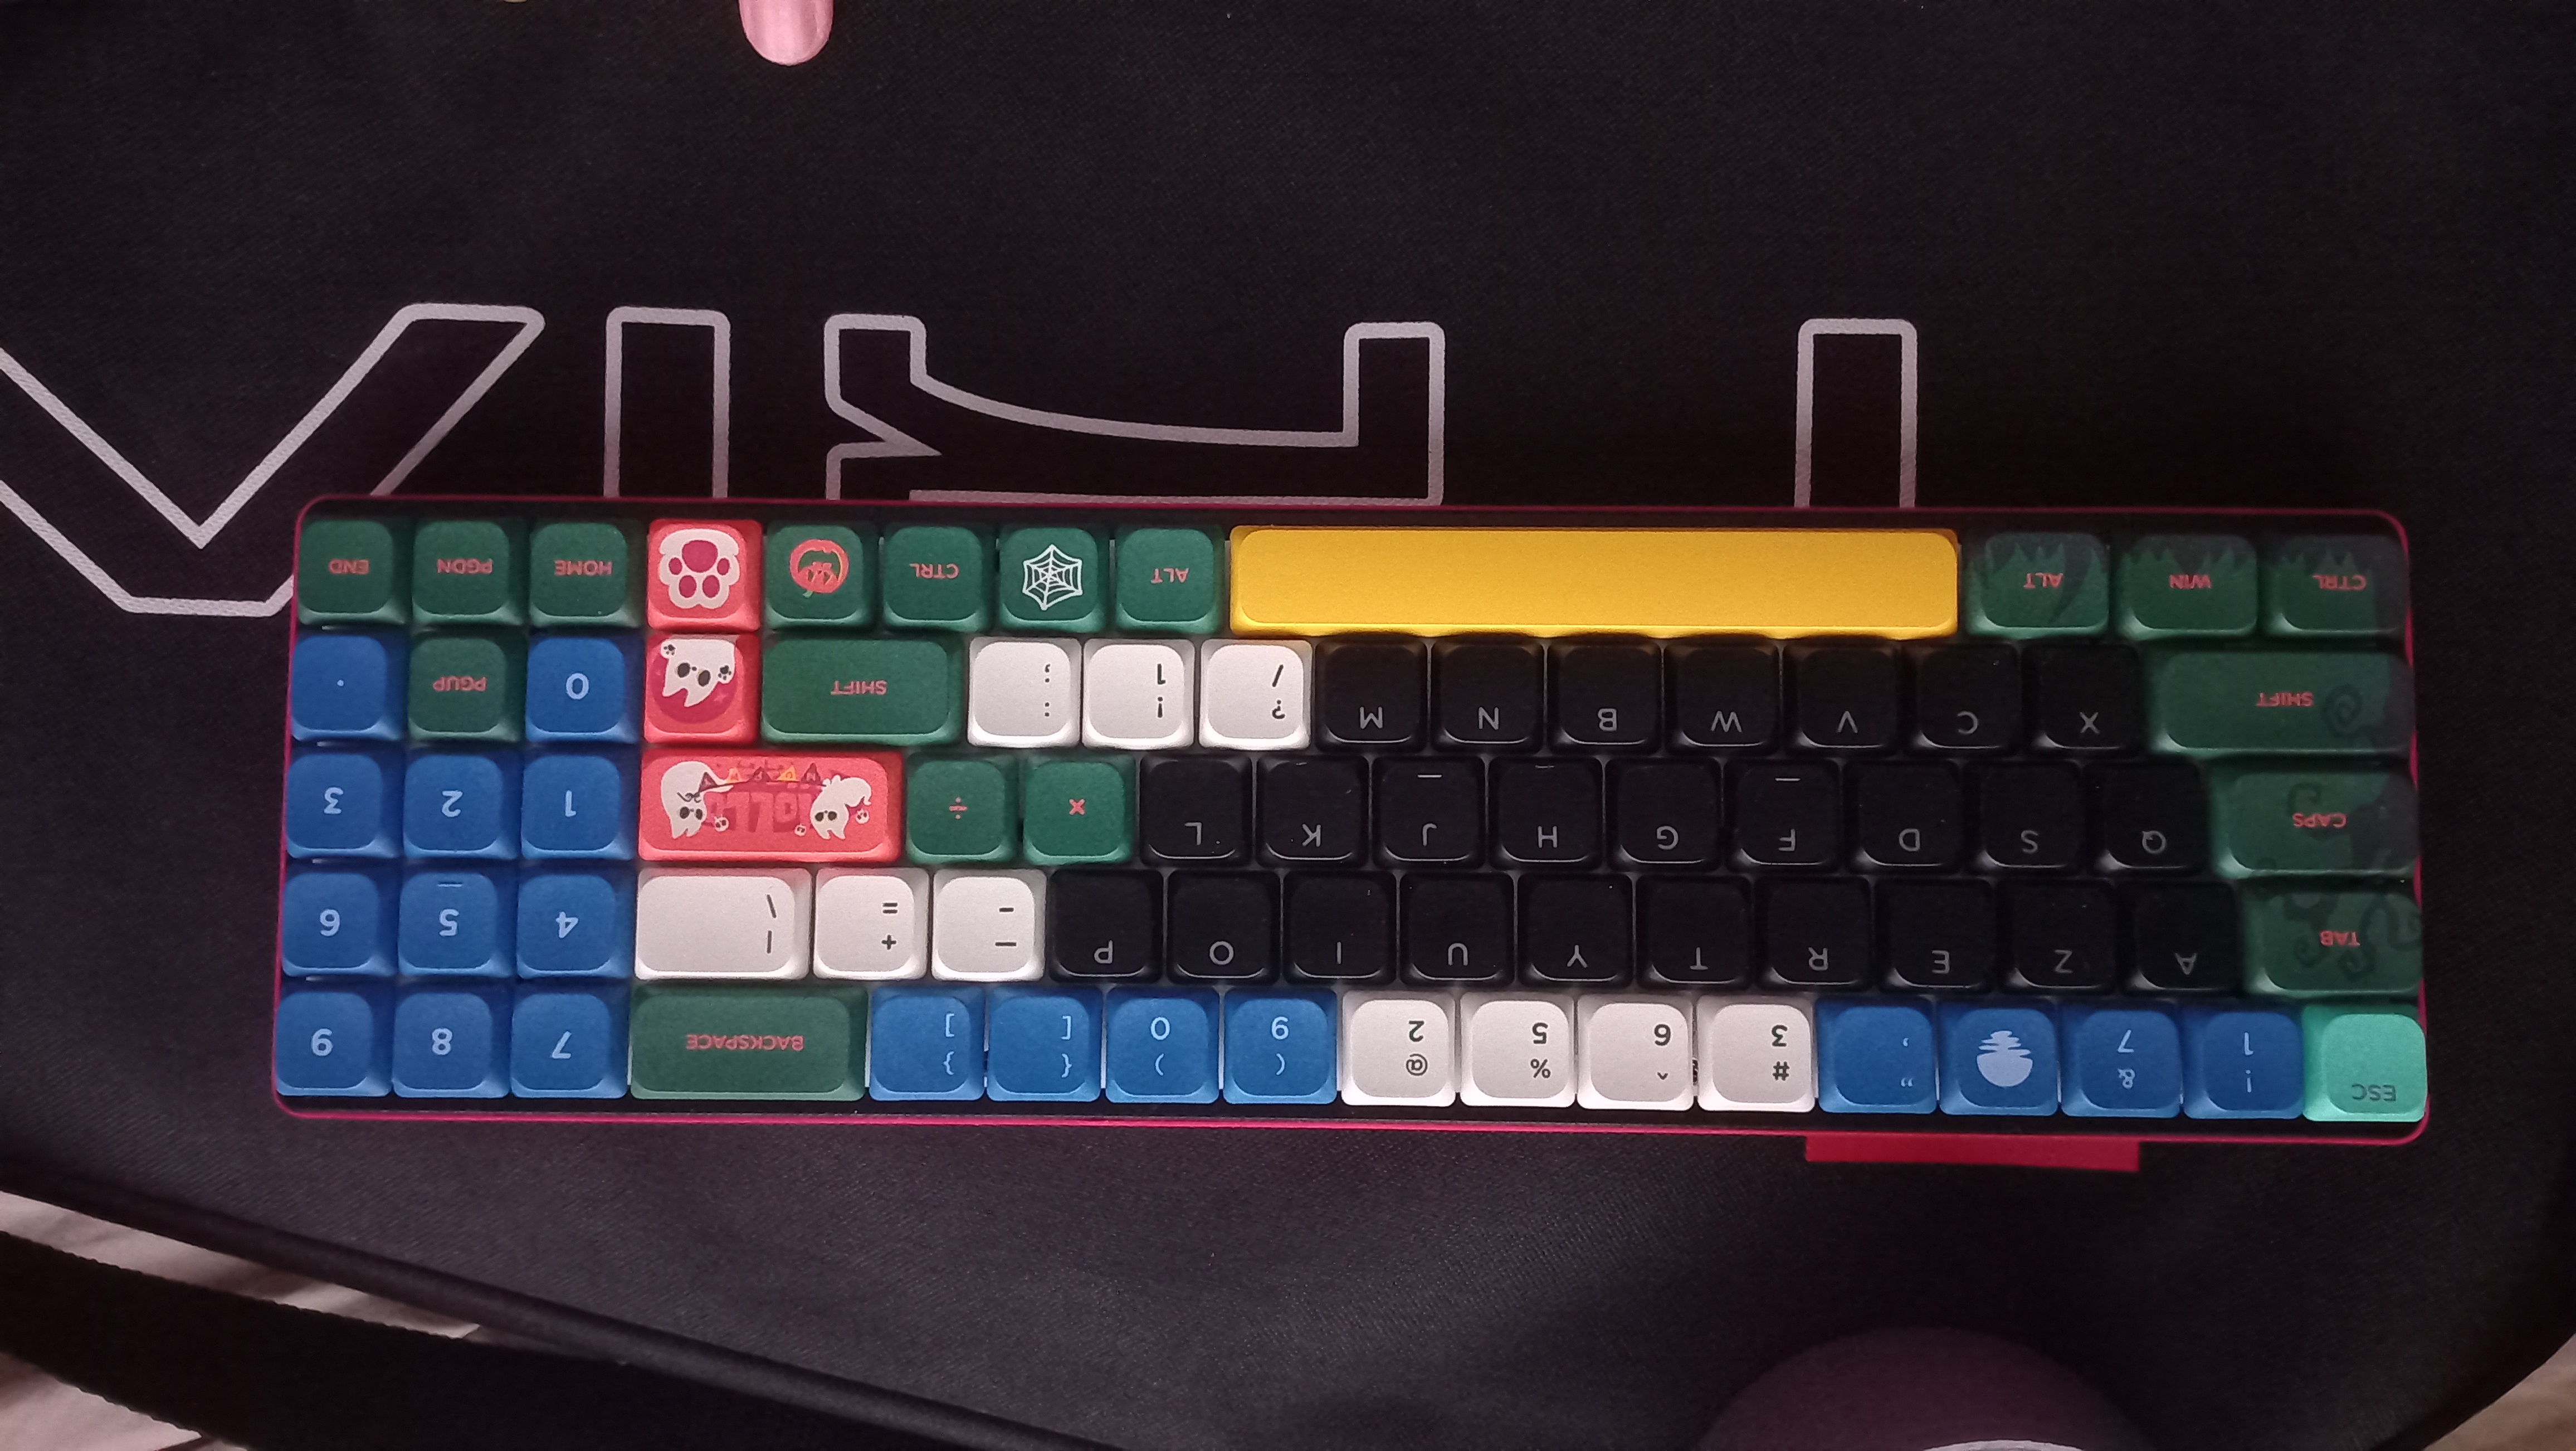 ESC ! 1 & 7 ” ’ # 3 ^ 6 % 5 @ 2 ( 9 ) 0 { [ } ] BACKSPACE 7 8 9
TAB A Z E R T Y U I O P — - + = | \ 4 5 6
CAPS Q S D F G H J K L × ÷ 1 2 3
SHIFT X C V W B N M ? / ! 1 : ; SHIFT 0 PGUP .
CTRL WIN ALT ALT CTRL HOME PGDN END